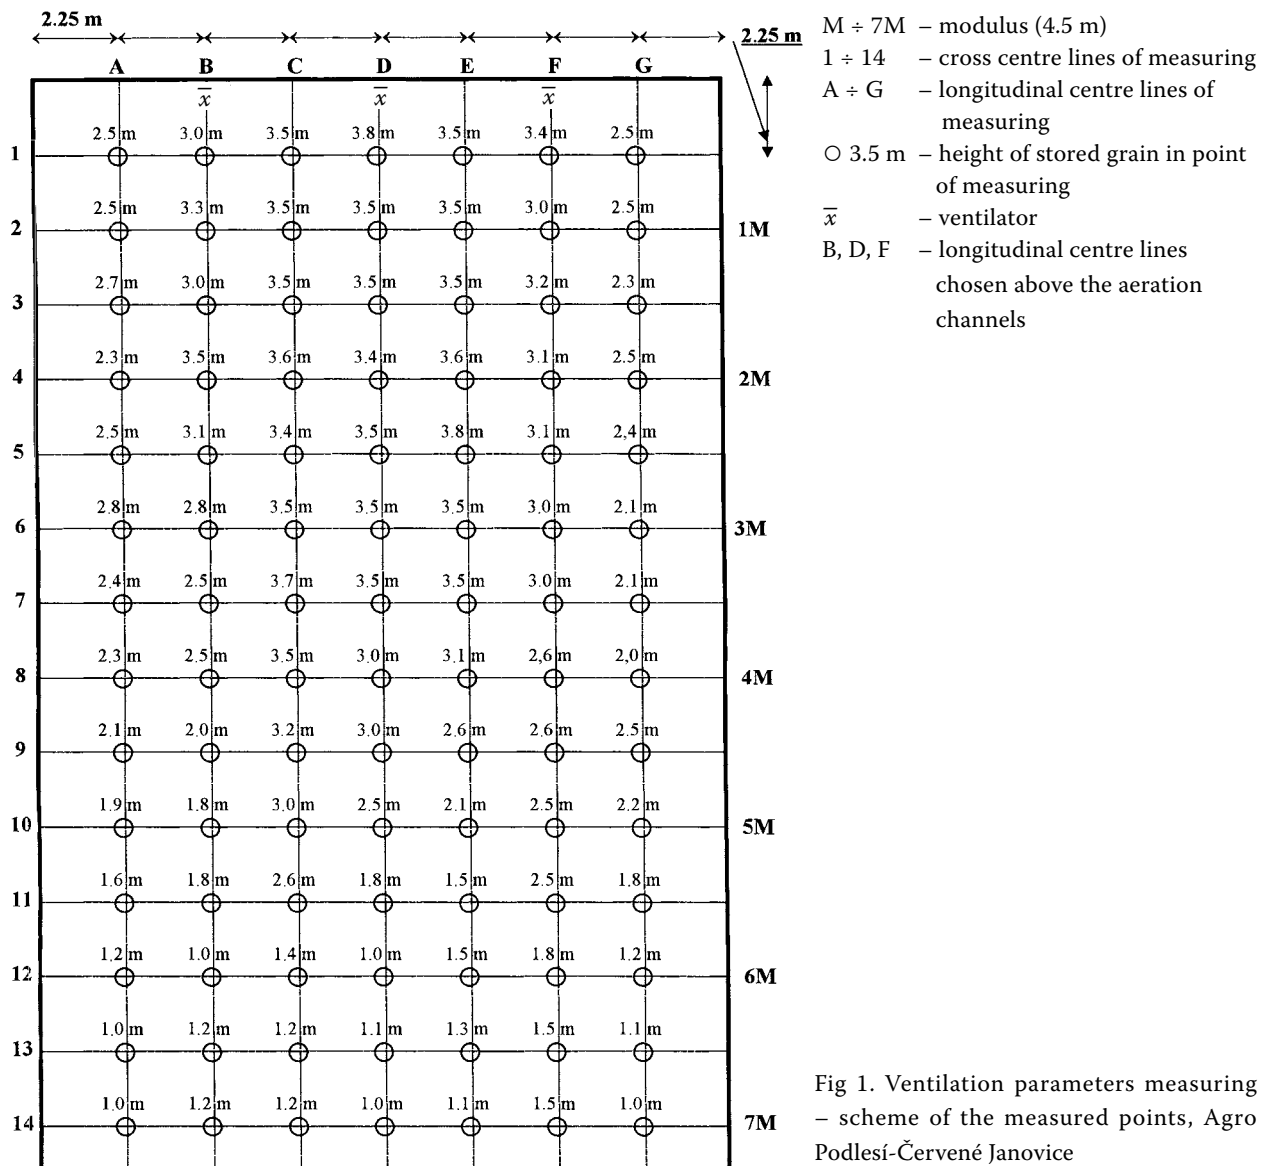 2.25 m
2.25 m
A B C D E F G
x̅ x̅ x̅
2.5 m 3.0 m 3.5 m 3.8 m 3.5 m 3.4 m 2.5 m
1
2.5 m 3.3 m 3.5 m 3.5 m 3.5 m 3.0 m 2.5 m
2 1M
2.7 m 3.0 m 3.5 m 3.5 m 3.5 m 3.2 m 2.3 m
3
2.3 m 3.5 m 3.6 m 3.4 m 3.6 m 3.1 m 2.5 m
4 2M
2.5 m 3.1 m 3.4 m 3.5 m 3.8 m 3.1 m 2,4 m
5
2.8 m 2.8 m 3.5 m 3.5 m 3.5 m 3.0 m 2.1 m
6 3M
2.4 m 2.5 m 3.7 m 3.5 m 3.5 m 3.0 m 2.1 m
7
2.3 m 2.5 m 3.5 m 3.0 m 3.1 m 2,6 m 2,0 m
8 4M
2.1 m 2.0 m 3.2 m 3.0 m 2.6 m 2.6 m 2.5 m
9
1.9 m 1.8 m 3.0 m 2.5 m 2.1 m 2.5 m 2.2 m
10 5M
1.6 m 1.8 m 2.6 m 1.8 m 1.5 m 2.5 m 1.8 m
11
1.2 m 1.0 m 1.4 m 1.0 m 1.5 m 1.8 m 1.2 m
12 6M
1.0 m 1.2 m 1.2 m 1.1 m 1.3 m 1.5 m 1.1 m
13
1.0 m 1.2 m 1.2 m 1.0 m 1.1 m 1.5 m 1.0 m
14 7M
M ÷ 7M – modulus (4.5 m)
1 ÷ 14 – cross centre lines of measuring
A ÷ G – longitudinal centre lines of
measuring
○ 3.5 m – height of stored grain in point
of measuring
x̅ – ventilator
B, D, F – longitudinal centre lines
chosen above the aeration
channels
Fig 1. Ventilation parameters measuring
– scheme of the measured points, Agro
Podlesí-Červené Janovice